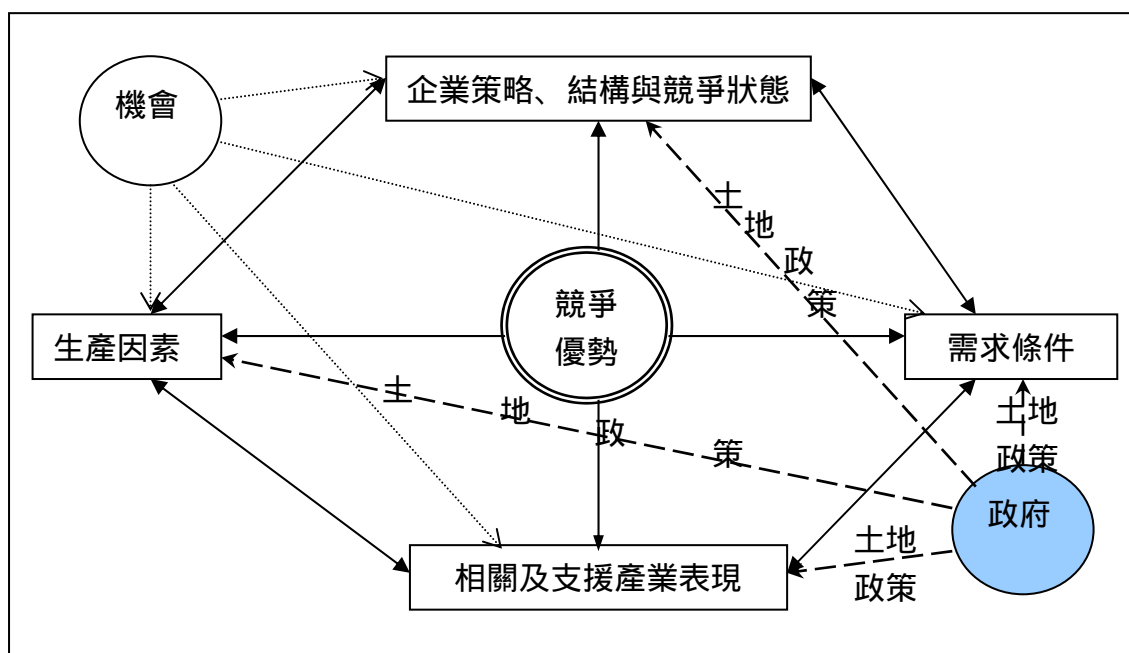 機會
企業策略、結構與競爭狀態
土地政策
競爭
優勢
生產因素
需求條件
土地政策
土地
政策
政府
土地
政策
相關及支援產業表現